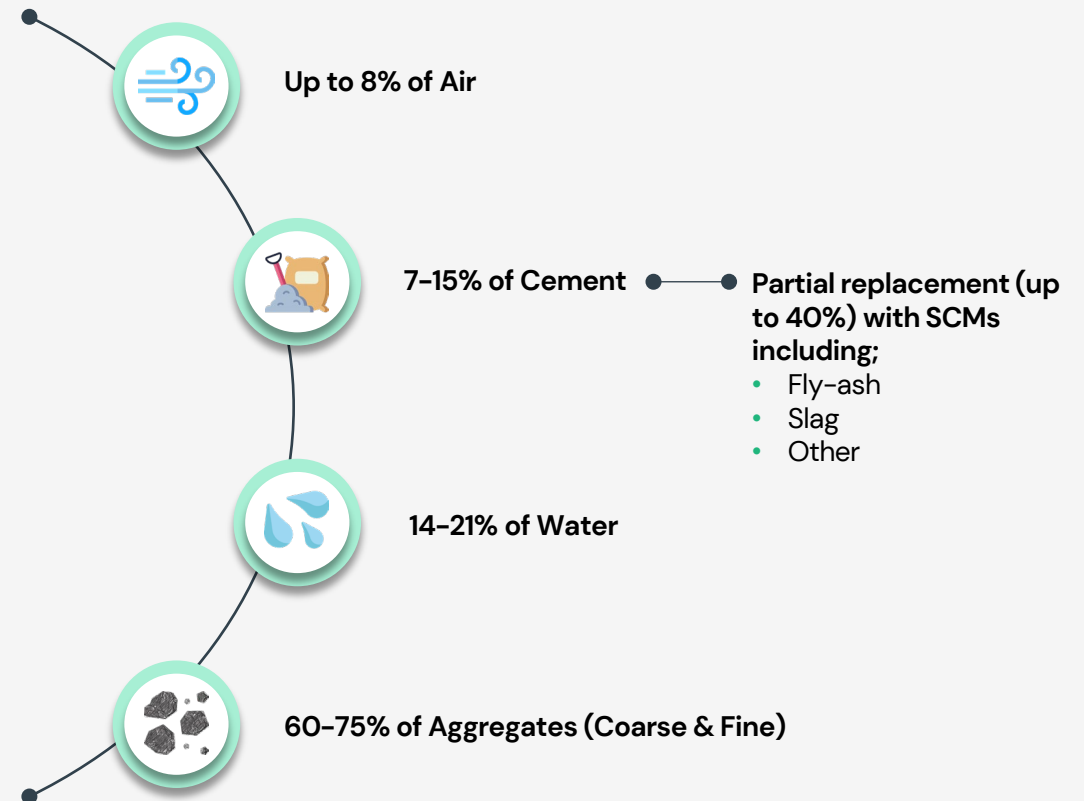 Up to 8% of Air
7-15% of Cement
Partial replacement (up
to 40%) with SCMs
including;
• Fly-ash
• Slag
• Other
14-21% of Water
60-75% of Aggregates (Coarse & Fine)